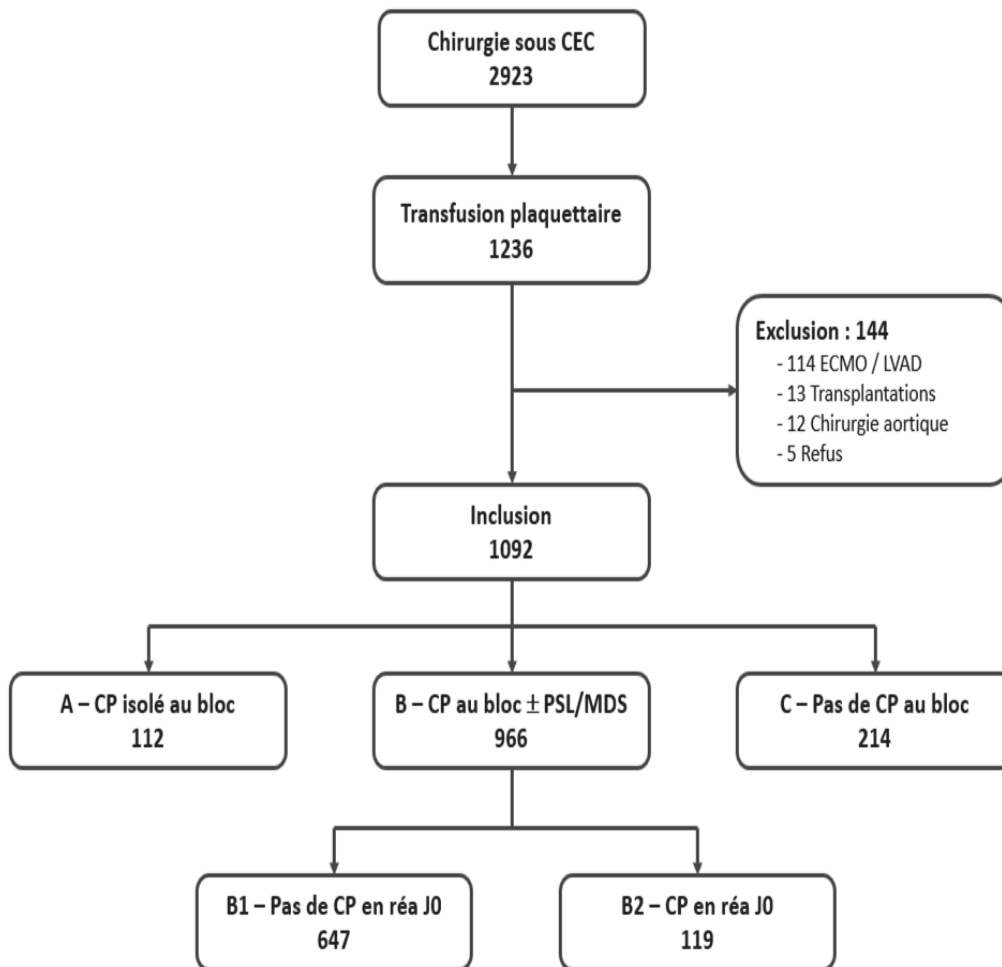 Chirurgie sous CEC
2923
Transfusion plaquettaire
1236
Exclusion : 144
- 114 ECMO / LVAD
- 13 Transplantations
- 12 Chirurgie aortique
- 5 Refus
Inclusion
1092
A – CP isolé au bloc
112
B – CP au bloc ± PSL/MDS
966
C – Pas de CP au bloc
214
B1 – Pas de CP en réa J0
647
B2 – CP en réa J0
119